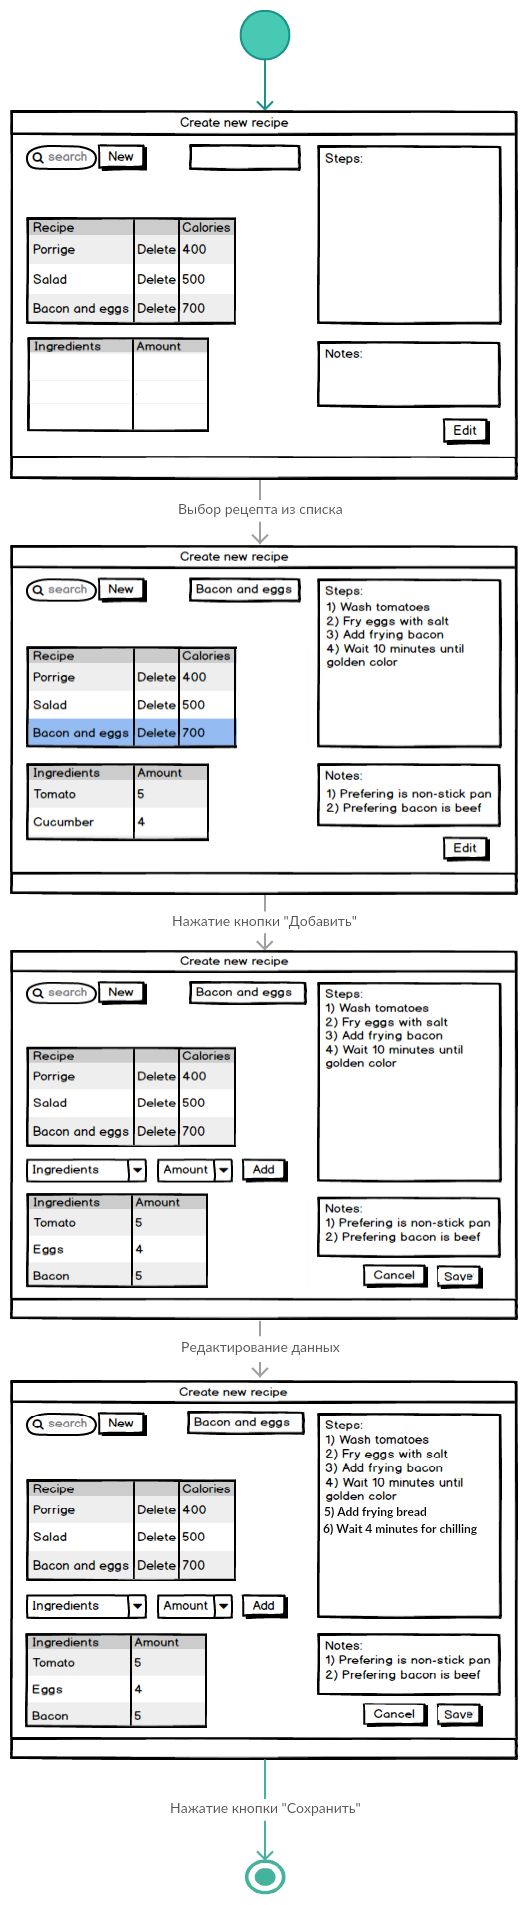 Create new recipe
search New
Steps:
Recipe Calories
Porrige Delete 400
Salad Delete 500
Bacon and eggs Delete 700
Ingredients Amount
Notes:
Edit
Выбор рецепта из списка
Create new recipe
search New Bacon and eggs
Steps:
1) Wash tomatoes
2) Fry eggs with salt
3) Add frying bacon
4) Wait 10 minutes until
golden color
Recipe Calories
Porrige Delete 400
Salad Delete 500
Bacon and eggs Delete 700
Ingredients Amount
Tomato 5
Cucumber 4
Notes:
1) Prefering is non-stick pan
2) Prefering bacon is beef
Edit
Нажатие кнопки "Добавить"
Create new recipe
search New Bacon and eggs
Steps:
1) Wash tomatoes
2) Fry eggs with salt
3) Add frying bacon
4) Wait 10 minutes until
golden color
Recipe Calories
Porrige Delete 400
Salad Delete 500
Bacon and eggs Delete 700
Ingredients Amount Add
Ingredients Amount
Tomato 5
Eggs 4
Bacon 5
Notes:
1) Prefering is non-stick pan
2) Prefering bacon is beef
Cancel Save
Редактирование данных
Create new recipe
search New Bacon and eggs
Steps:
1) Wash tomatoes
2) Fry eggs with salt
3) Add frying bacon
4) Wait 10 minutes until
golden color
5) Add frying bread
6) Wait 4 minutes for chilling
Recipe Calories
Porrige Delete 400
Salad Delete 500
Bacon and eggs Delete 700
Ingredients Amount Add
Ingredients Amount
Tomato 5
Eggs 4
Bacon 5
Notes:
1) Prefering is non-stick pan
2) Prefering bacon is beef
Cancel Save
Нажатие кнопки "Сохранить"